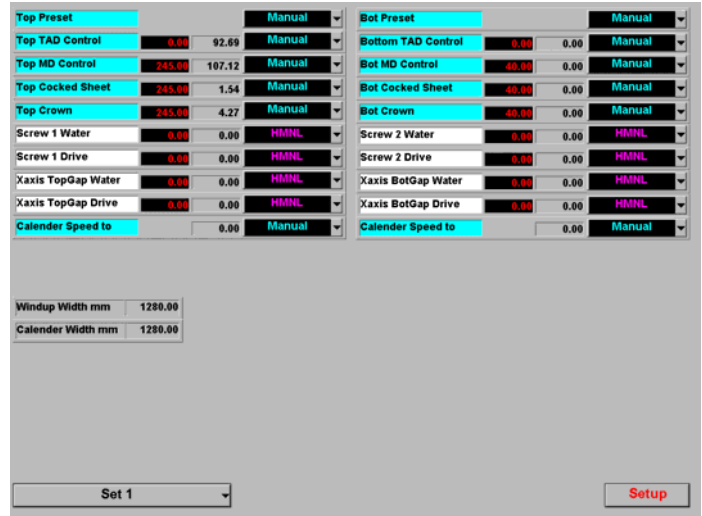 Top Preset Manual Bot Preset Manual
Top TAD Control 0.00 92.69 Manual Bottom TAD Control 0.00 0.00 Manual
Top MD Control 245.00 107.12 Manual Bot MD Control 40.00 0.00 Manual
Top Cocked Sheet 245.00 1.54 Manual Bot Cocked Sheet 40.00 0.00 Manual
Top Crown 245.00 4.27 Manual Bot Crown 40.00 0.00 Manual
Screw 1 Water 0.00 0.00 HMNL Screw 2 Water 0.00 0.00 HMNL
Screw 1 Drive 0.00 0.00 HMNL Screw 2 Drive 0.00 0.00 HMNL
Xaxis TopGap Water 0.00 0.00 HMNL Xaxis BotGap Water 0.00 0.00 HMNL
Xaxis TopGap Drive 0.00 0.00 HMNL Xaxis BotGap Drive 0.00 0.00 HMNL
Calender Speed to 0.00 Manual Calender Speed to 0.00 Manual
Windup Width mm 1280.00
Calender Width mm 1280.00
Set 1 Setup